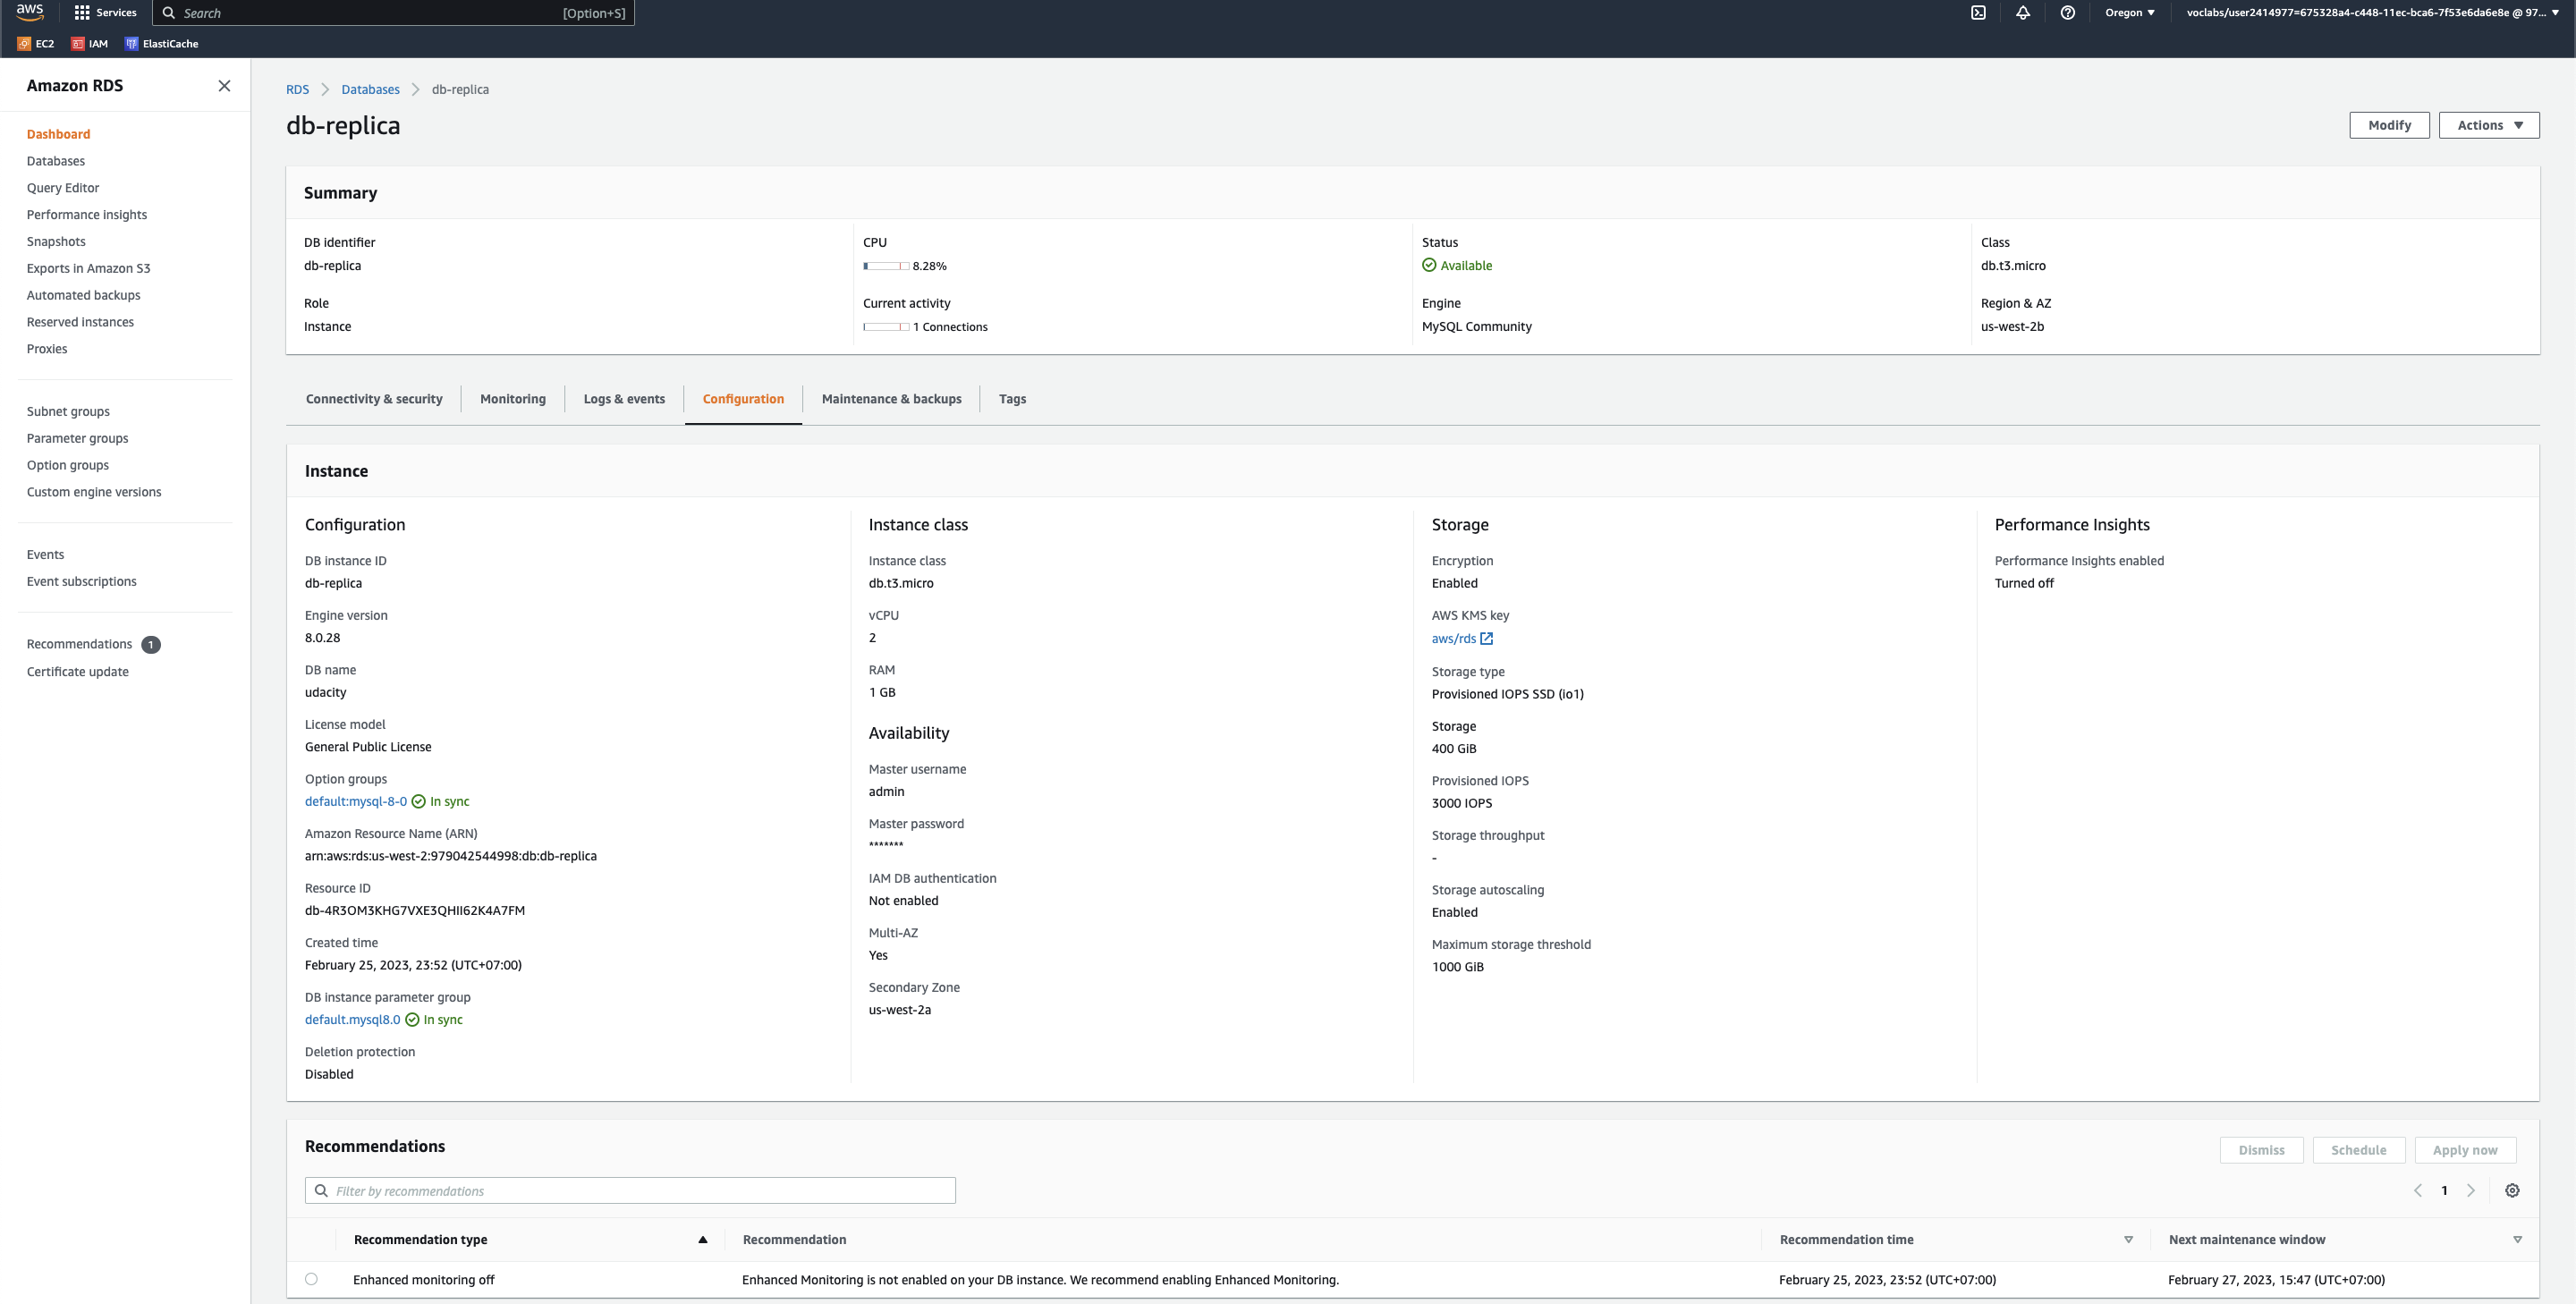 aws
Services
Search
[Option+S]
Oregon
voclabs/user2414977=675328a4-c448-11ec-bca6-7f53e6da6e8e @ 97...
EC2
IAM
ElastiCache
Amazon RDS
Dashboard
Databases
Query Editor
Performance insights
Snapshots
Exports in Amazon S3
Automated backups
Reserved instances
Proxies
Subnet groups
Parameter groups
Option groups
Custom engine versions
Events
Event subscriptions
Recommendations 1
Certificate update
RDS > Databases > db-replica
db-replica
Modify
Actions
Summary
DB identifier
db-replica
Role
Instance
CPU
8.28%
Current activity
1 Connections
Status
Available
Engine
MySQL Community
Class
db.t3.micro
Region & AZ
us-west-2b
Connectivity & security
Monitoring
Logs & events
Configuration
Maintenance & backups
Tags
Instance
Configuration
DB instance ID
db-replica
Engine version
8.0.28
DB name
udacity
License model
General Public License
Option groups
default:mysql-8-0 In sync
Amazon Resource Name (ARN)
arn:aws:rds:us-west-2:979042544998:db:db-replica
Resource ID
db-4R3OM3KHG7VXE3QHII62K4A7FM
Created time
February 25, 2023, 23:52 (UTC+07:00)
DB instance parameter group
default.mysql8.0 In sync
Deletion protection
Disabled
Instance class
Instance class
db.t3.micro
vCPU
2
RAM
1 GB
Availability
Master username
admin
Master password
*******
IAM DB authentication
Not enabled
Multi-AZ
Yes
Secondary Zone
us-west-2a
Storage
Encryption
Enabled
AWS KMS key
aws/rds
Storage type
Provisioned IOPS SSD (io1)
Storage
400 GiB
Provisioned IOPS
3000 IOPS
Storage throughput
-
Storage autoscaling
Enabled
Maximum storage threshold
1000 GiB
Performance Insights
Performance Insights enabled
Turned off
Recommendations
Dismiss
Schedule
Apply now
Filter by recommendations
1
Recommendation type
Recommendation
Recommendation time
Next maintenance window
Enhanced monitoring off
Enhanced Monitoring is not enabled on your DB instance. We recommend enabling Enhanced Monitoring.
February 25, 2023, 23:52 (UTC+07:00)
February 27, 2023, 15:47 (UTC+07:00)